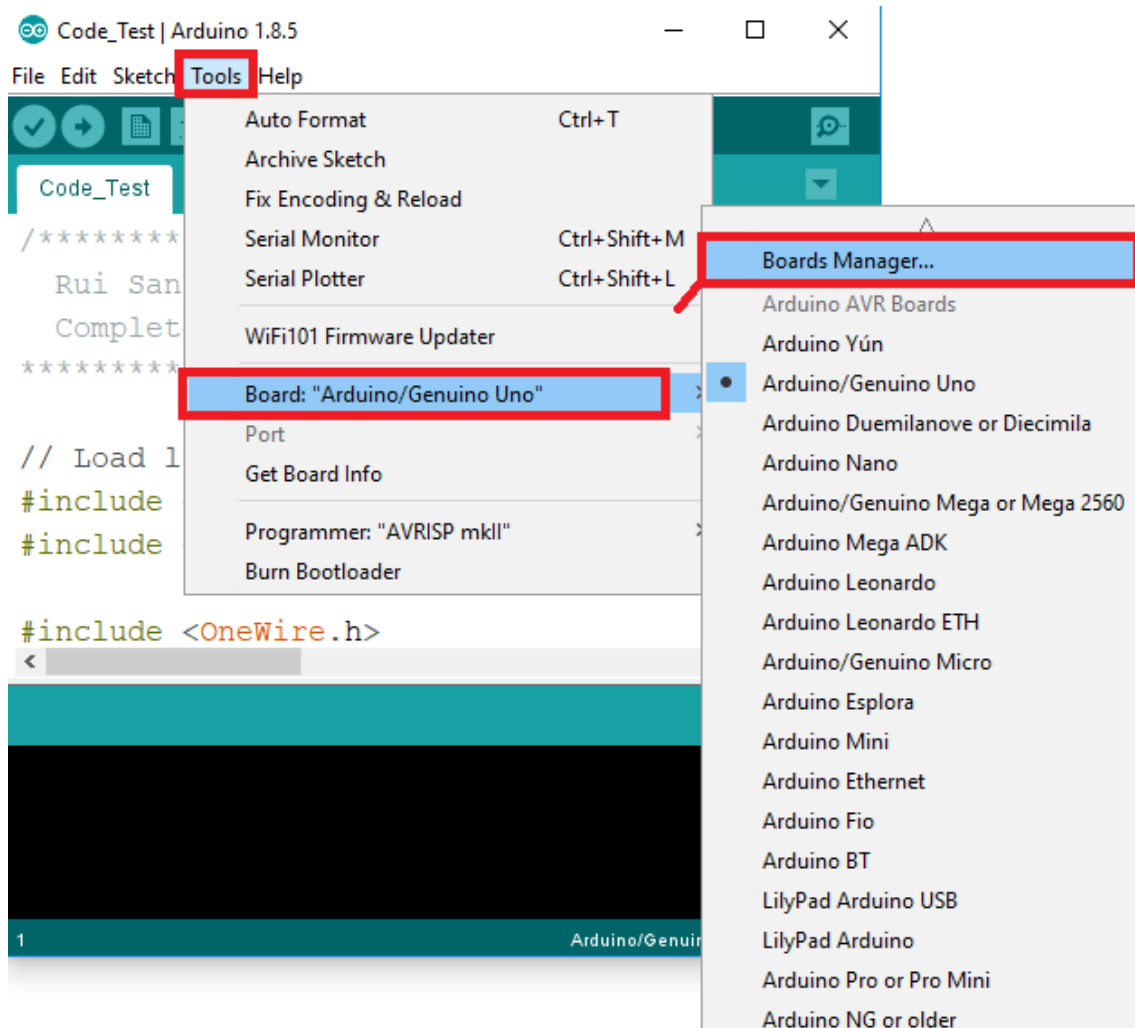 Code_Test | Arduino 1.8.5
File Edit Sketch Tools Help
Auto Format Ctrl+T
Archive Sketch
Fix Encoding & Reload
Serial Monitor Ctrl+Shift+M
Serial Plotter Ctrl+Shift+L
WiFi101 Firmware Updater
Board: "Arduino/Genuino Uno"
Port
Get Board Info
Programmer: "AVRISP mkII"
Burn Bootloader
Boards Manager...
Arduino AVR Boards
Arduino Yún
Arduino/Genuino Uno
Arduino Duemilanove or Diecimila
Arduino Nano
Arduino/Genuino Mega or Mega 2560
Arduino Mega ADK
Arduino Leonardo
Arduino Leonardo ETH
Arduino/Genuino Micro
Arduino Esplora
Arduino Mini
Arduino Ethernet
Arduino Fio
Arduino BT
LilyPad Arduino USB
LilyPad Arduino
Arduino Pro or Pro Mini
Arduino NG or older
Code_Test
/********
Rui San
Complet
*********
// Load l
#include
#include
#include <OneWire.h>
1 Arduino/Genuin